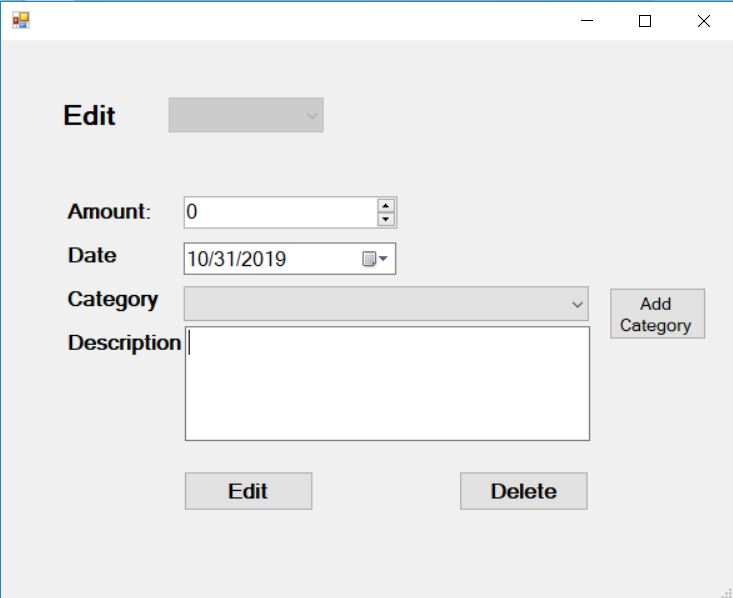 Edit
Amount: 0
Date 10/31/2019
Category
Add
Category
Description
Edit Delete